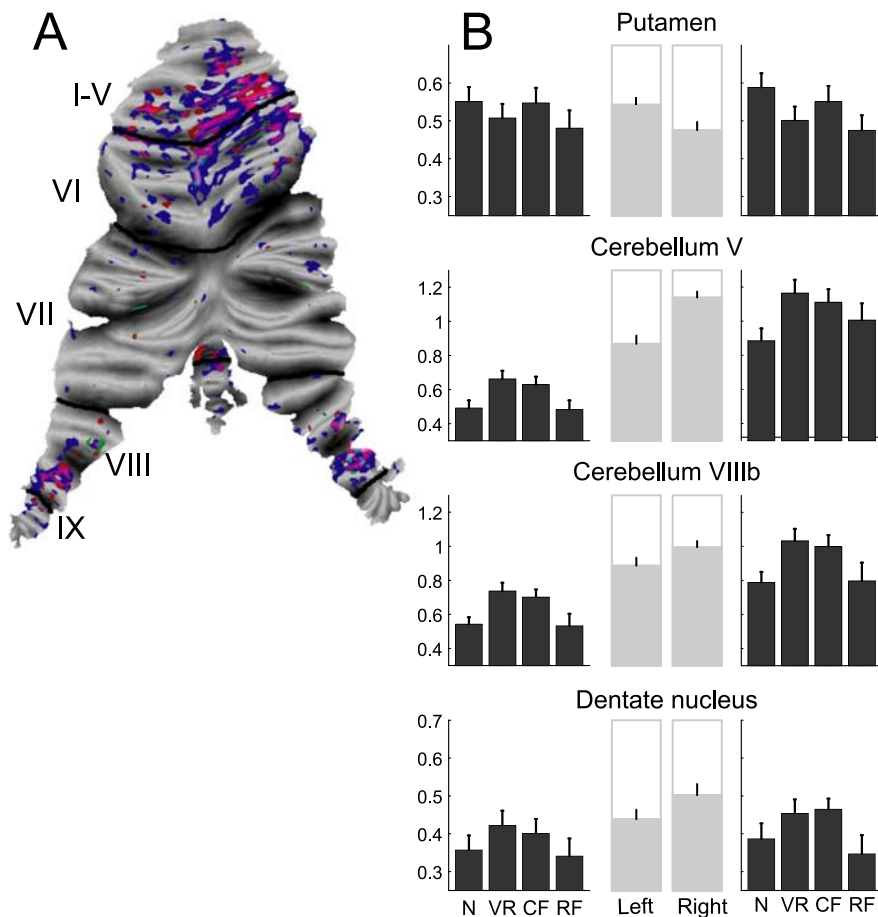 A
I-V
VI
VII
VIII
IX
B
Putamen
0.6
0.5
0.4
0.3
Cerebellum V
1.2
1
0.8
0.6
0.4
Cerebellum VIIIb
1.2
1
0.8
0.6
0.4
Dentate nucleus
0.7
0.6
0.5
0.4
0.3
N VR CF RF Left Right N VR CF RF